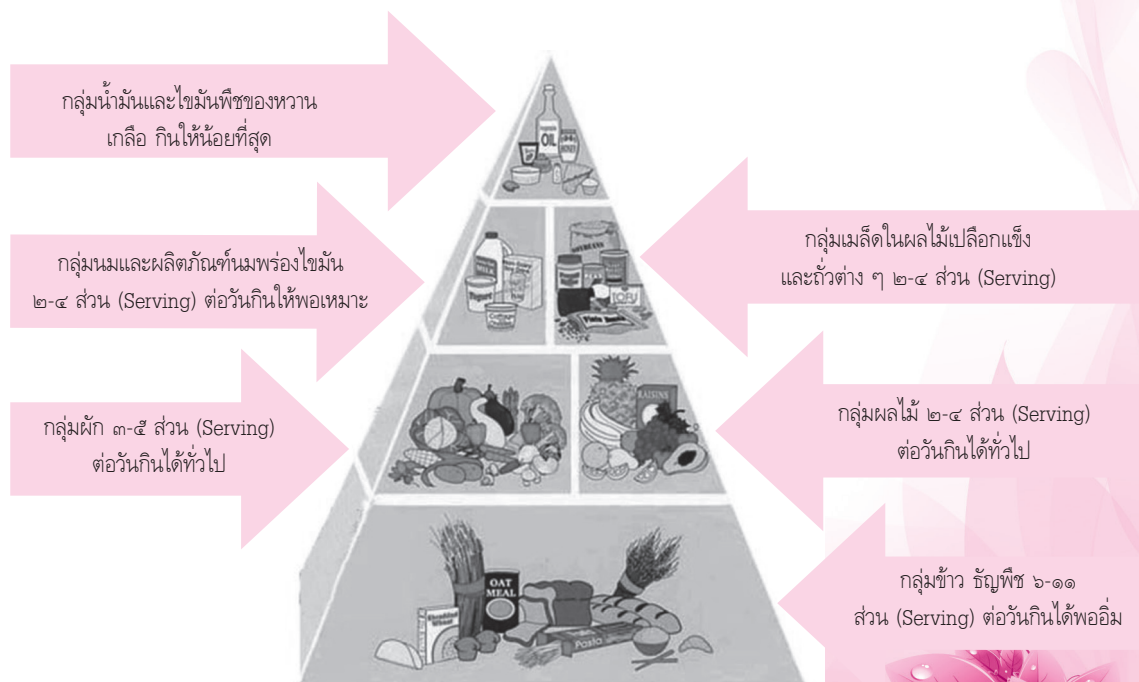 กลุ่มน้ำมันและไขมันพืชของหวาน
เกลือ กินให้น้อยที่สุด
OIL
HONEY
กลุ่มนมและผลิตภัณฑ์นมพร่องไขมัน
๒-๔ ส่วน (Serving) ต่อวันกินให้พอเหมาะ
MILK
Yogurt
Cottage
กลุ่มเมล็ดในผลไม้เปลือกแข็ง
และถั่วต่าง ๆ ๒-๔ ส่วน (Serving)
SOYBEANS
TOFU
กลุ่มผัก ๓-๕ ส่วน (Serving)
ต่อวันกินได้ทั่วไป
RAISINS
กลุ่มผลไม้ ๒-๔ ส่วน (Serving)
ต่อวันกินได้ทั่วไป
OAT
MEAL
Shredded
Wheat
Pasta
กลุ่มข้าว ธัญพืช ๖-๑๑
ส่วน (Serving) ต่อวันกินได้พออิ่ม